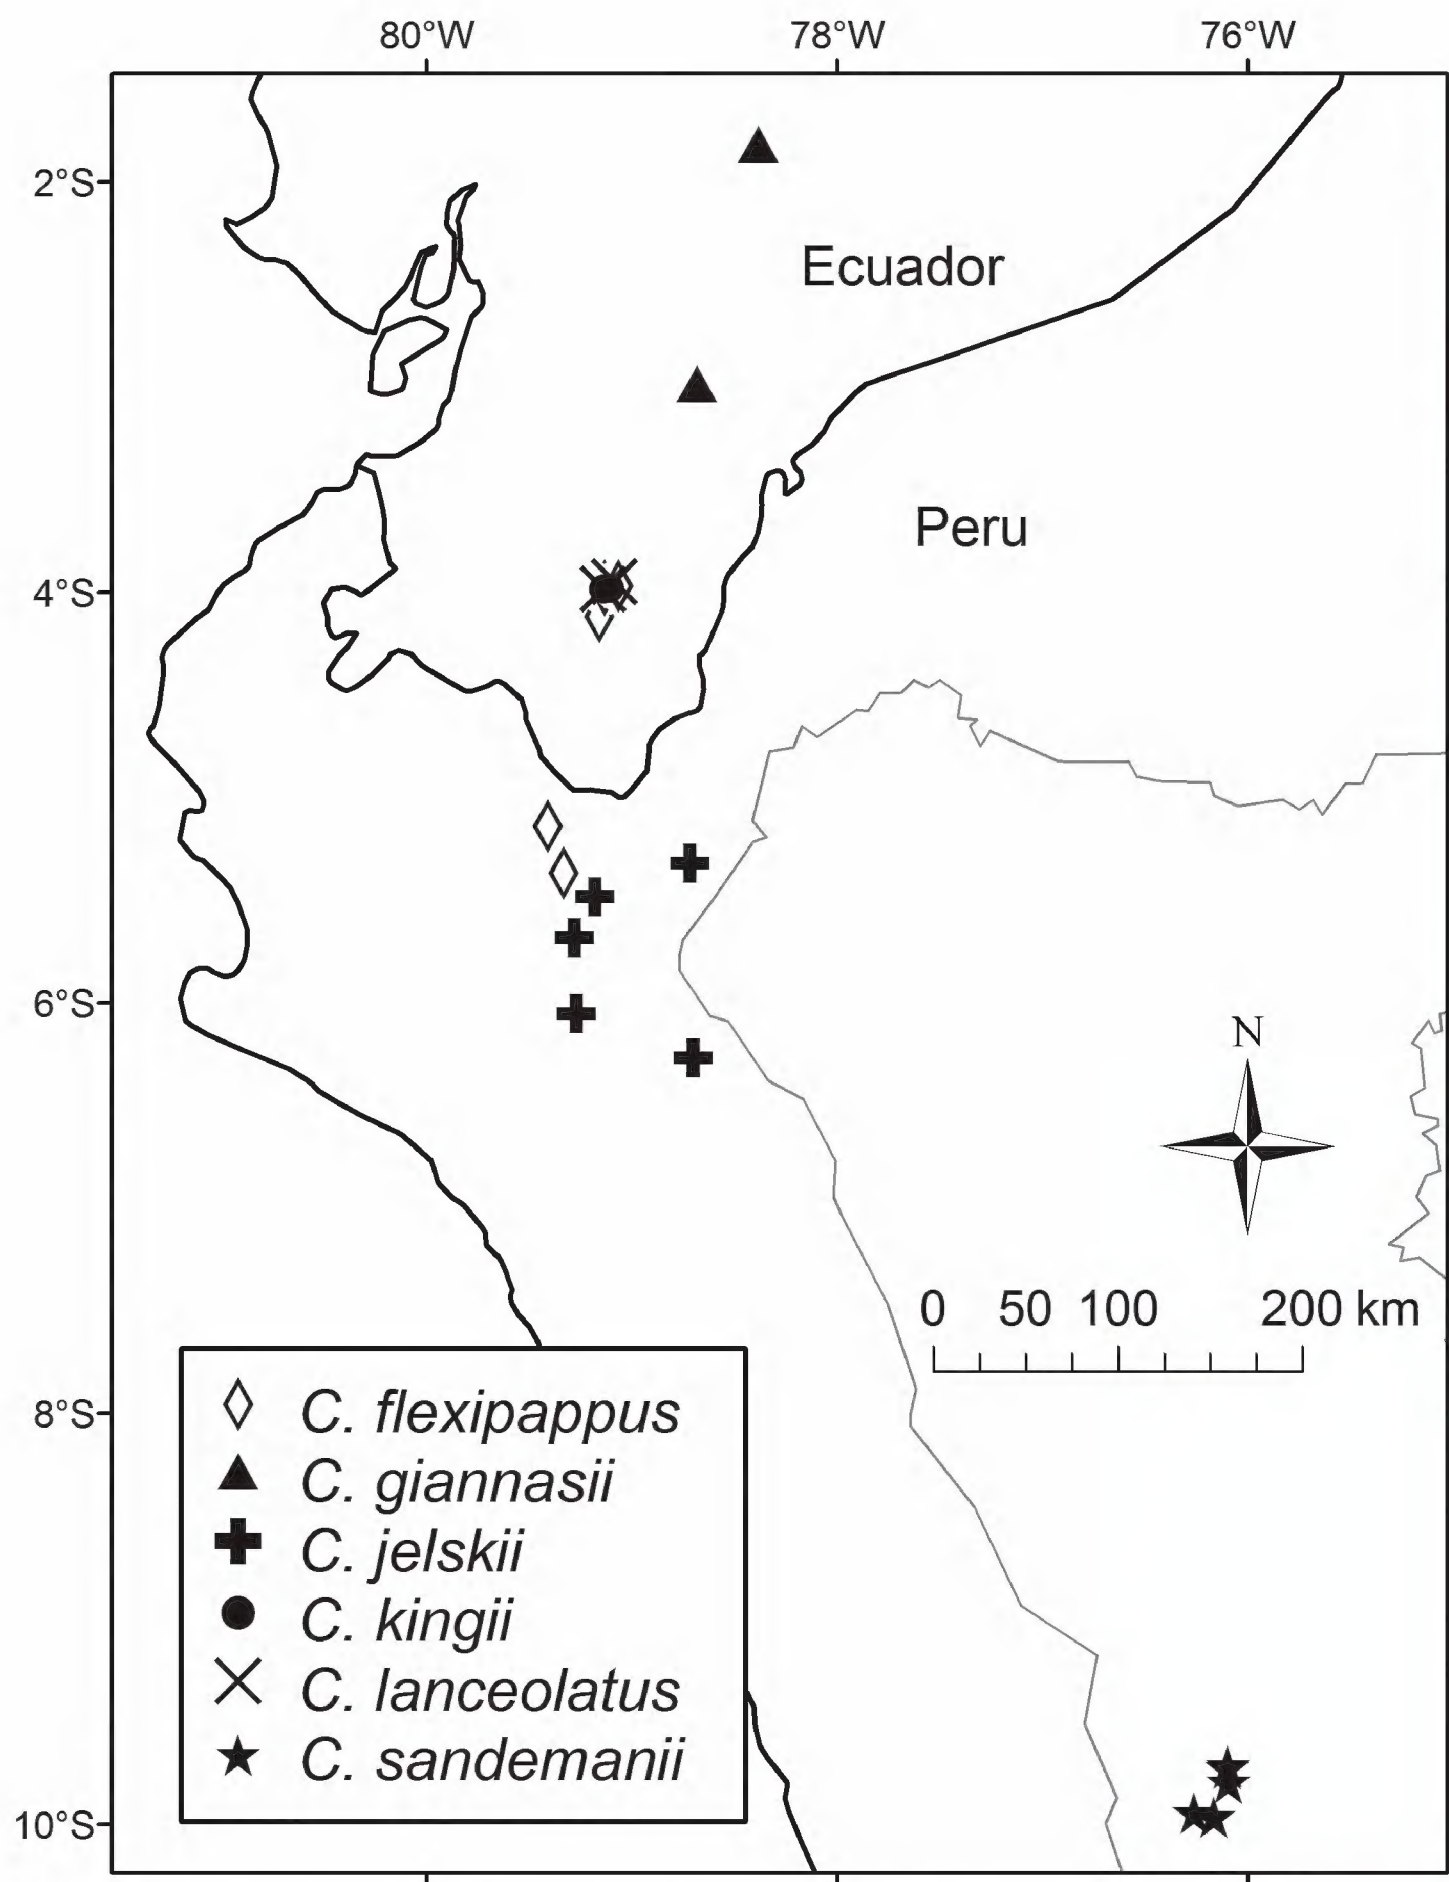 80°W 78°W 76°W
2°S
Ecuador
Peru
4°S
6°S
N
0 50 100 200 km
8°S
C. flexipappus
C. giannasii
C. jelskii
C. kingii
C. lanceolatus
C. sandemanii
10°S